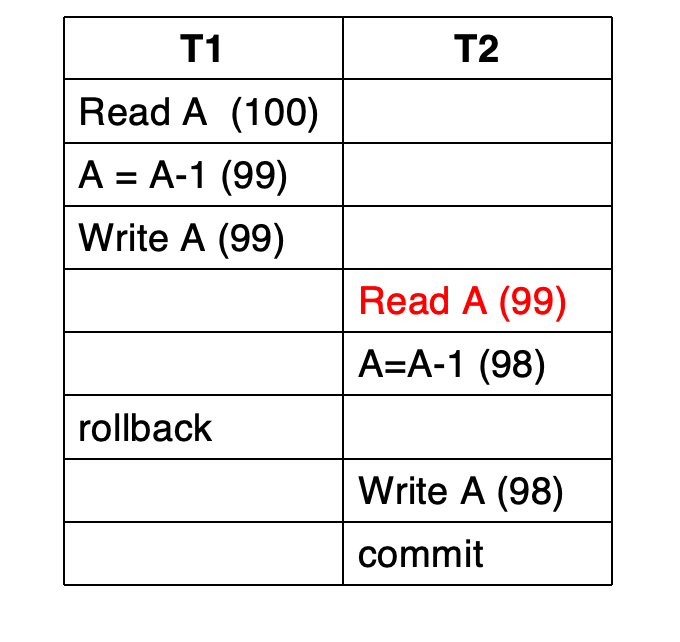 T1 T2
Read A (100)
A = A-1 (99)
Write A (99)
Read A (99)
A=A-1 (98)
rollback
Write A (98)
commit